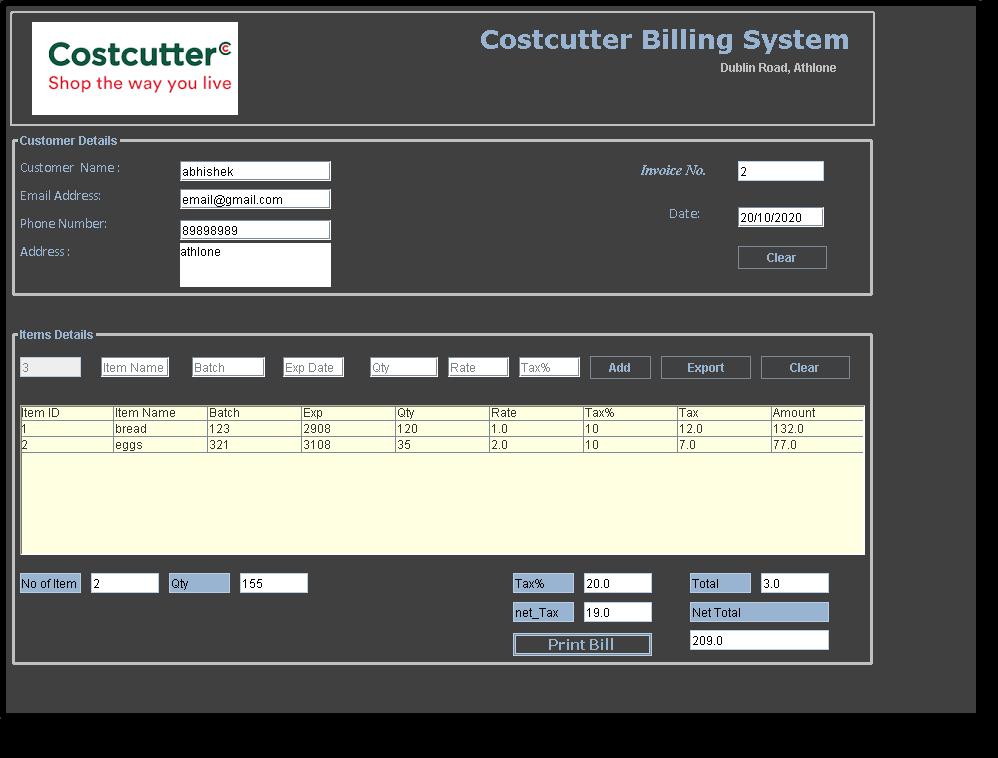 Costcutter C
Shop the way you live
Costcutter Billing System
Dublin Road, Athlone
Customer Details
Customer Name : abhishek Invoice No. 2
Email Address: email@gmail.com
Phone Number: 89898989 Date: 20/10/2020
Address : athlone
Clear
Items Details
3 Item Name Batch Exp Date Qty Rate Tax% Add Export Clear
Item ID Item Name Batch Exp Qty Rate Tax% Tax Amount
1 bread 123 2908 120 1.0 10 12.0 132.0
2 eggs 321 3108 35 2.0 10 7.0 77.0
No of Item 2 Qty 155 Tax% 20.0 Total 3.0
net_Tax 19.0 Net Total
Print Bill 209.0